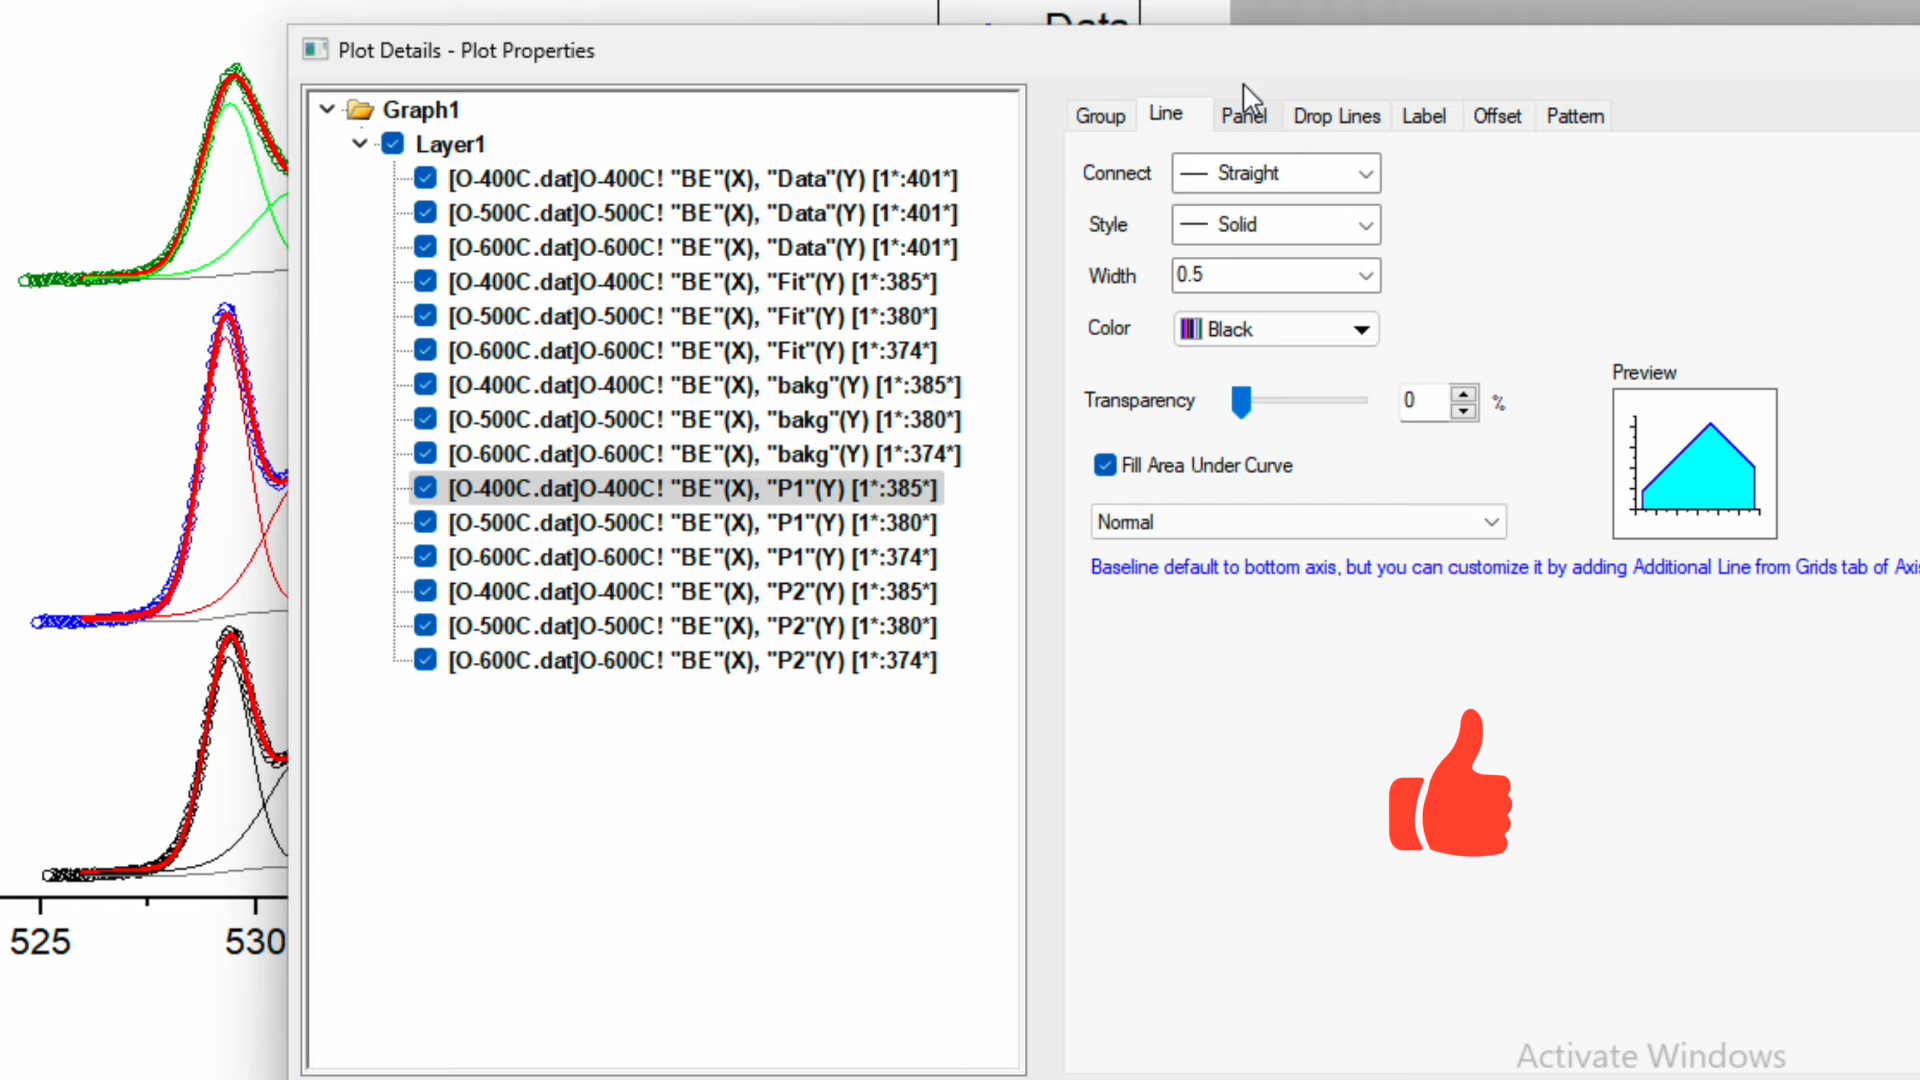 Data
Plot Details - Plot Properties
Graph1
Layer1
[O-400C.dat]O-400C! "BE"(X), "Data"(Y) [1*:401*]
[O-500C.dat]O-500C! "BE"(X), "Data"(Y) [1*:401*]
[O-600C.dat]O-600C! "BE"(X), "Data"(Y) [1*:401*]
[O-400C.dat]O-400C! "BE"(X), "Fit"(Y) [1*:385*]
[O-500C.dat]O-500C! "BE"(X), "Fit"(Y) [1*:380*]
[O-600C.dat]O-600C! "BE"(X), "Fit"(Y) [1*:374*]
[O-400C.dat]O-400C! "BE"(X), "bakg"(Y) [1*:385*]
[O-500C.dat]O-500C! "BE"(X), "bakg"(Y) [1*:380*]
[O-600C.dat]O-600C! "BE"(X), "bakg"(Y) [1*:374*]
[O-400C.dat]O-400C! "BE"(X), "P1"(Y) [1*:385*]
[O-500C.dat]O-500C! "BE"(X), "P1"(Y) [1*:380*]
[O-600C.dat]O-600C! "BE"(X), "P1"(Y) [1*:374*]
[O-400C.dat]O-400C! "BE"(X), "P2"(Y) [1*:385*]
[O-500C.dat]O-500C! "BE"(X), "P2"(Y) [1*:380*]
[O-600C.dat]O-600C! "BE"(X), "P2"(Y) [1*:374*]
Group Line Panel Drop Lines Label Offset Pattern
Connect Straight
Style Solid
Width 0.5
Color Black
Transparency 0 %
Fill Area Under Curve
Normal
Preview
Baseline default to bottom axis, but you can customize it by adding Additional Line from Grids tab of
525 530
Activate Windows